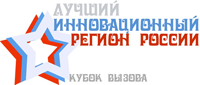 ЛУЧШИЙ
ИННОВАЦИОННЫЙ
РЕГИОН РОССИИ
КУБОК ВЫЗОВА